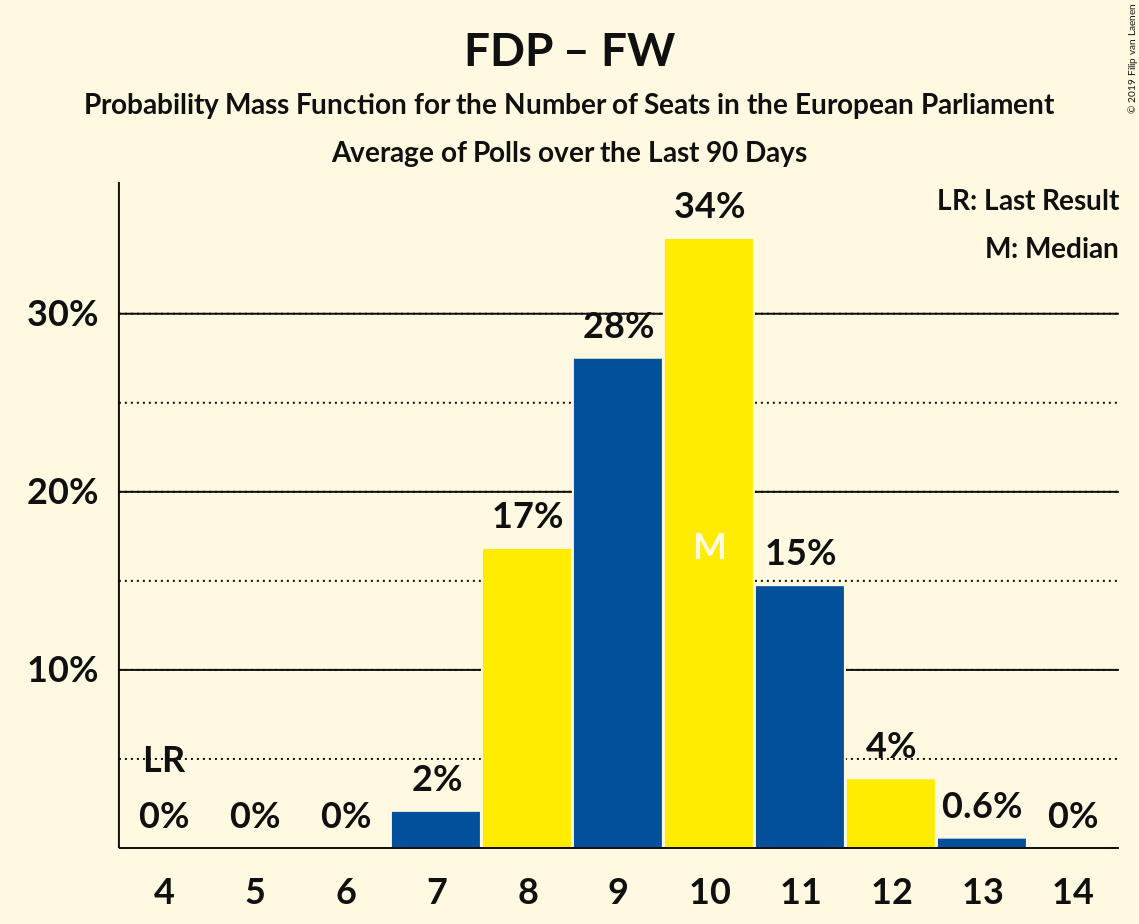 FDP – FW
Probability Mass Function for the Number of Seats in the European Parliament
Average of Polls over the Last 90 Days
© 2019 Filip van Laenen
LR: Last Result
M: Median
34%
30%
28%
20%
17%
M
15%
10%
LR
4%
2%
0% 0% 0% 0.6% 0%
4 5 6 7 8 9 10 11 12 13 14